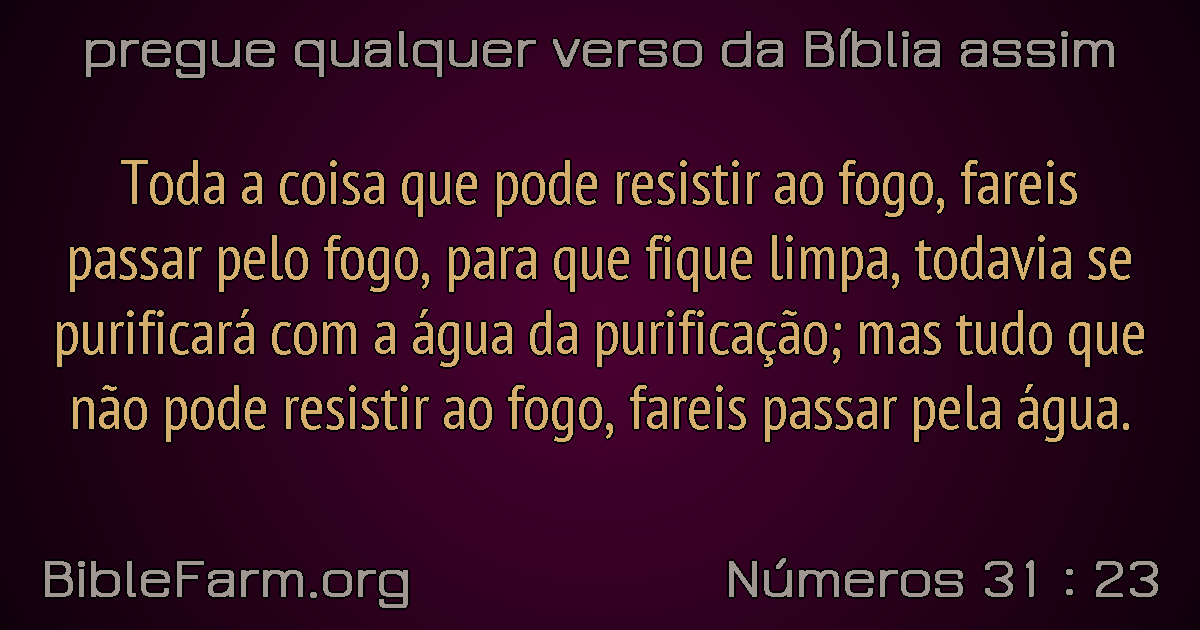 pregue qualquer verso da Bíblia assim
Toda a coisa que pode resistir ao fogo, fareis
passar pelo fogo, para que fique limpa, todavia se
purificará com a água da purificação; mas tudo que
não pode resistir ao fogo, fareis passar pela água.
BibleFarm.org
Números 31 : 23